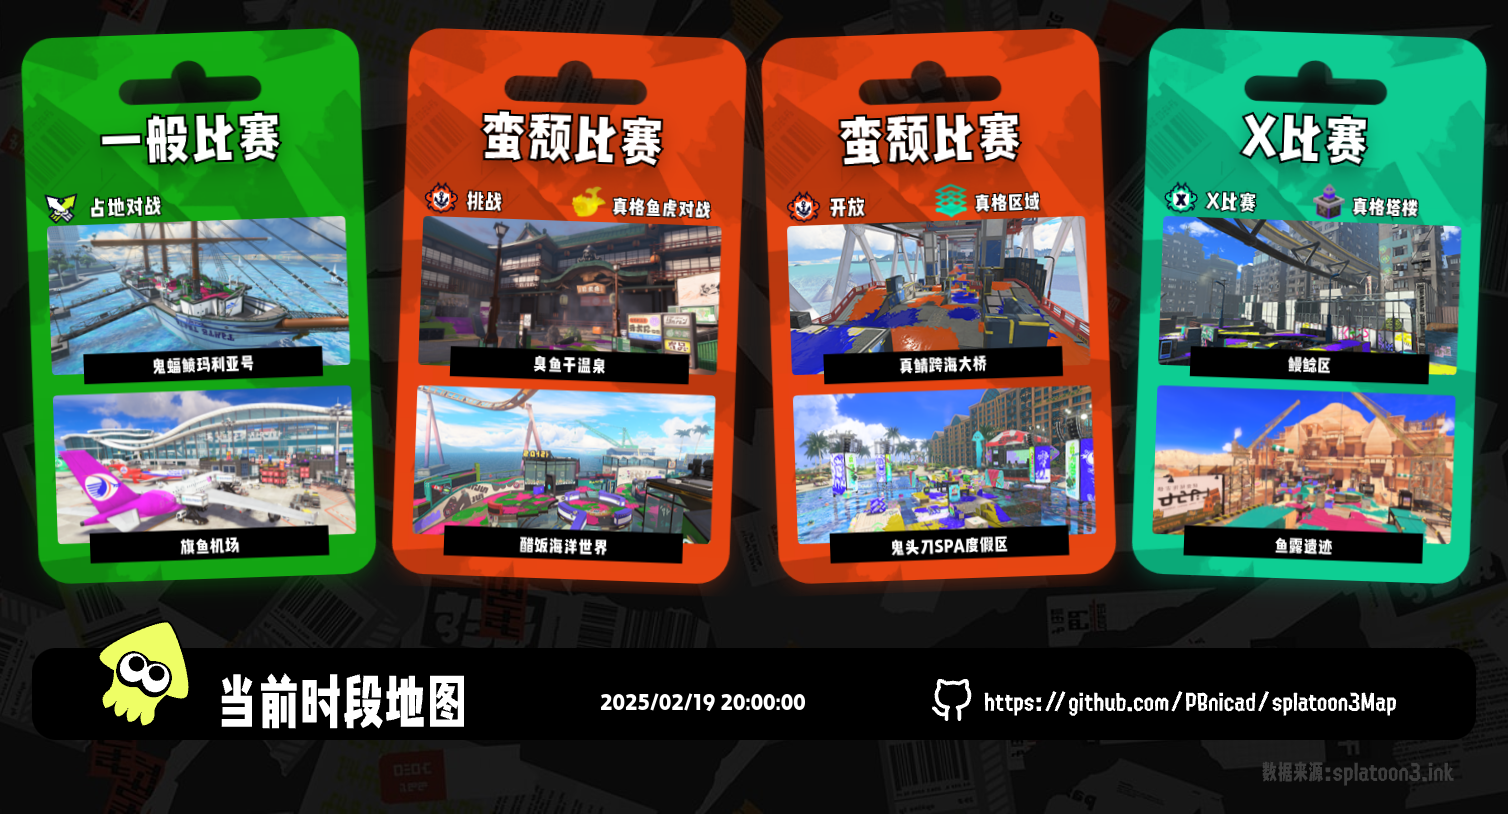 一般比赛
占地对战
鬼蝠鲼玛利亚号
旗鱼机场
蛮颓比赛
挑战
真格鱼虎对战
臭鱼干温泉
醋饭海洋世界
蛮颓比赛
开放
真格区域
真鲭跨海大桥
鬼头刀SPA度假区
X比赛
X比赛
真格塔楼
鳗鲶区
鱼露遗迹
当前时段地图
2025/02/19 20:00:00
https://github.com/PBnicad/splatoon3Map
数据来源:splatoon3.ink